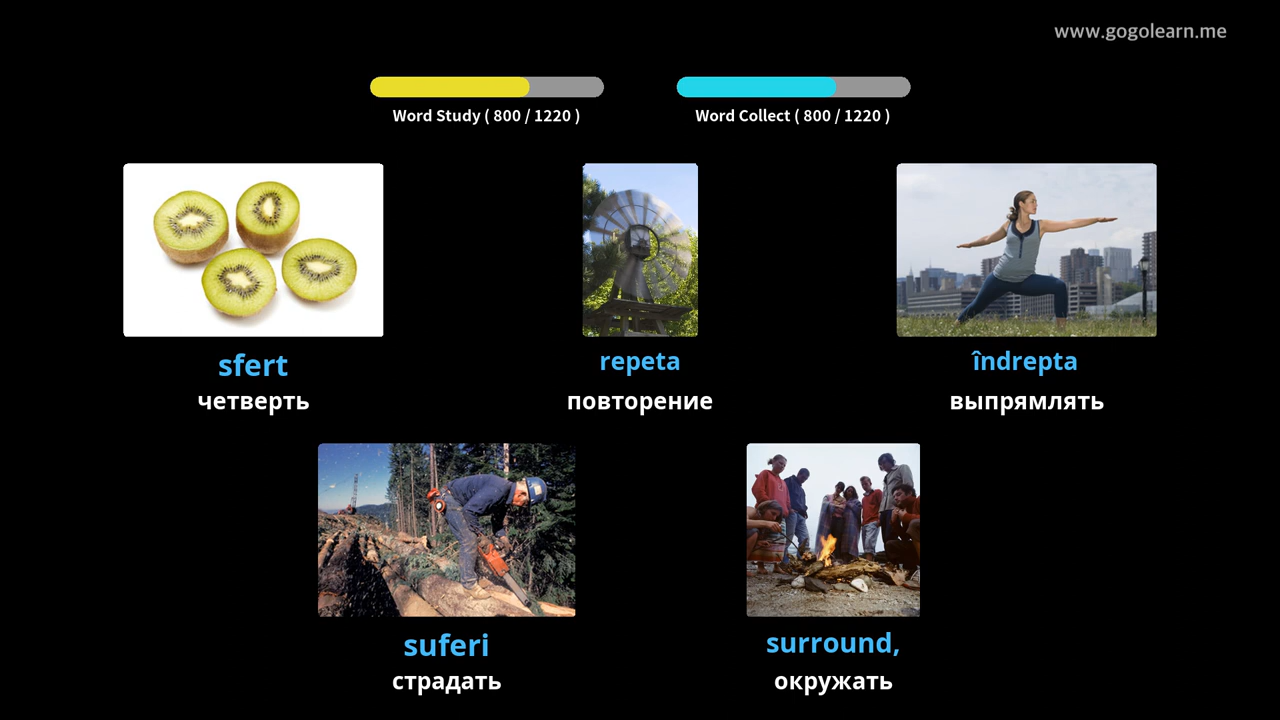 www.gogolearn.me
Word Study ( 800 / 1220 )
Word Collect ( 800 / 1220 )
sfert
четверть
repeta
повторение
îndrepta
выпрямлять
suferi
страдать
surround,
окружать